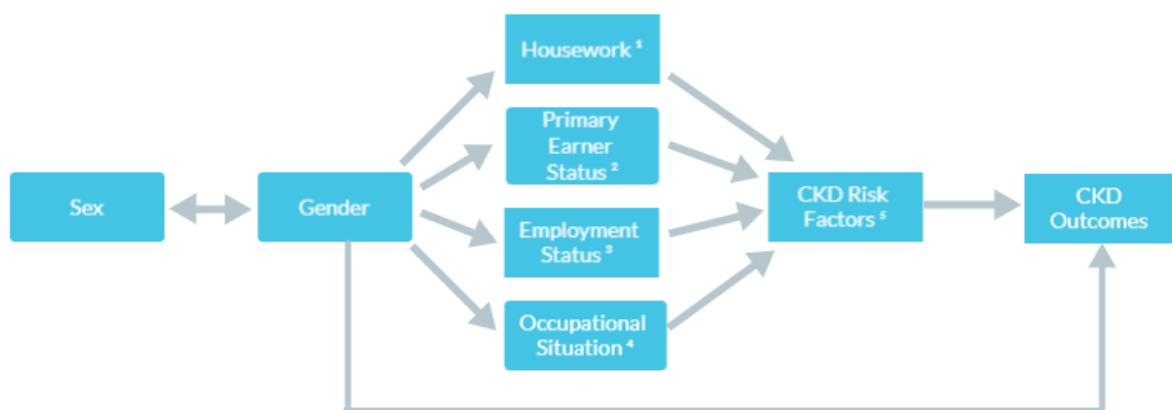 Housework ¹
Primary
Earner
Status ²
Sex
Gender
CKD Risk
Factors ⁵
CKD
Outcomes
Employment
Status ³
Occupational
Situation ⁴